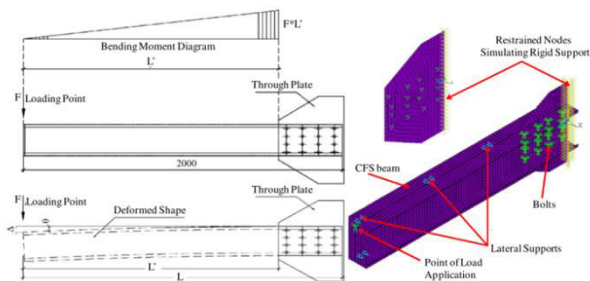 F*L'
Bending Moment Diagram
L'
F Loading Point
Through Plate
2000
F Loading Point
Through Plate
Deformed Shape
Δ
θ
L'
L
Restrained Nodes
Simulating Rigid Support
CFS beam
Bolts
Lateral Supports
Point of Load
Application